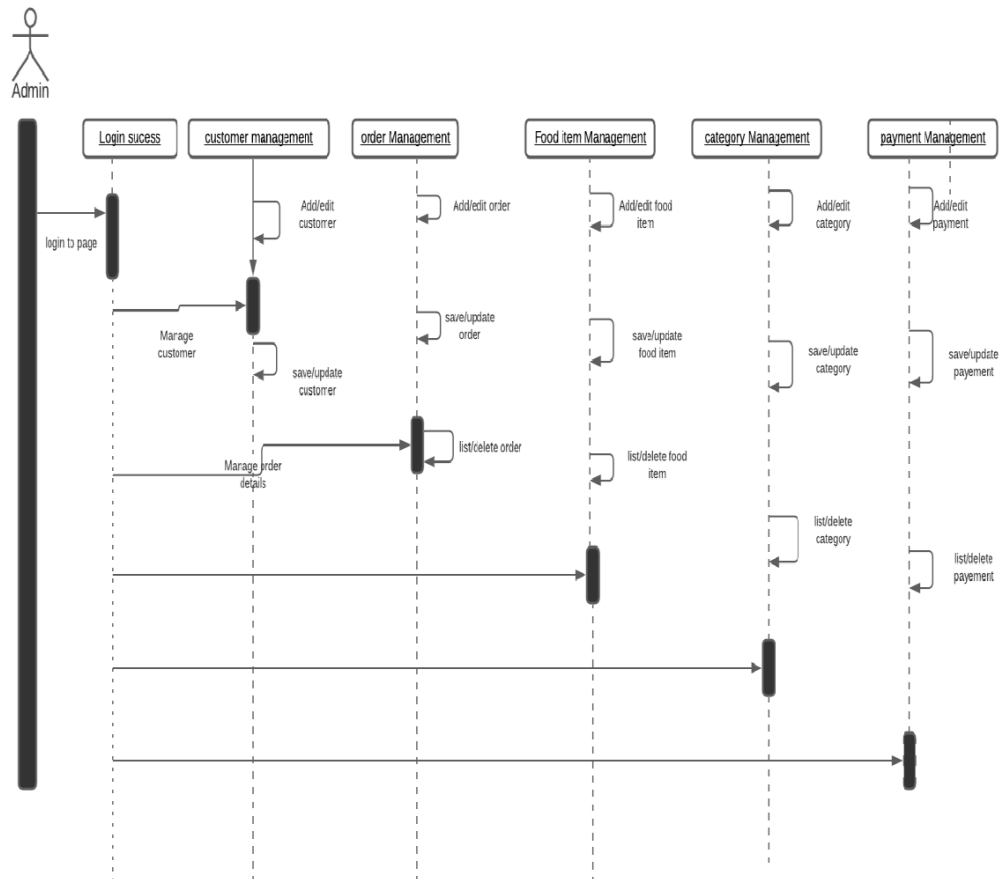 Admin
Login sucess
customer management
order Management
Food item Management
category Management
payment Management
Add/edit
customer
Add/edit order
Add/edit food
item
Add/edit
category
Add/edit
payment
login to page
Manage
customer
save/update
order
save/update
food item
save/update
category
save/update
payement
save/update
customer
list/delete order
Manage order
details
list/delete food
item
list/delete
category
list/delete
payment